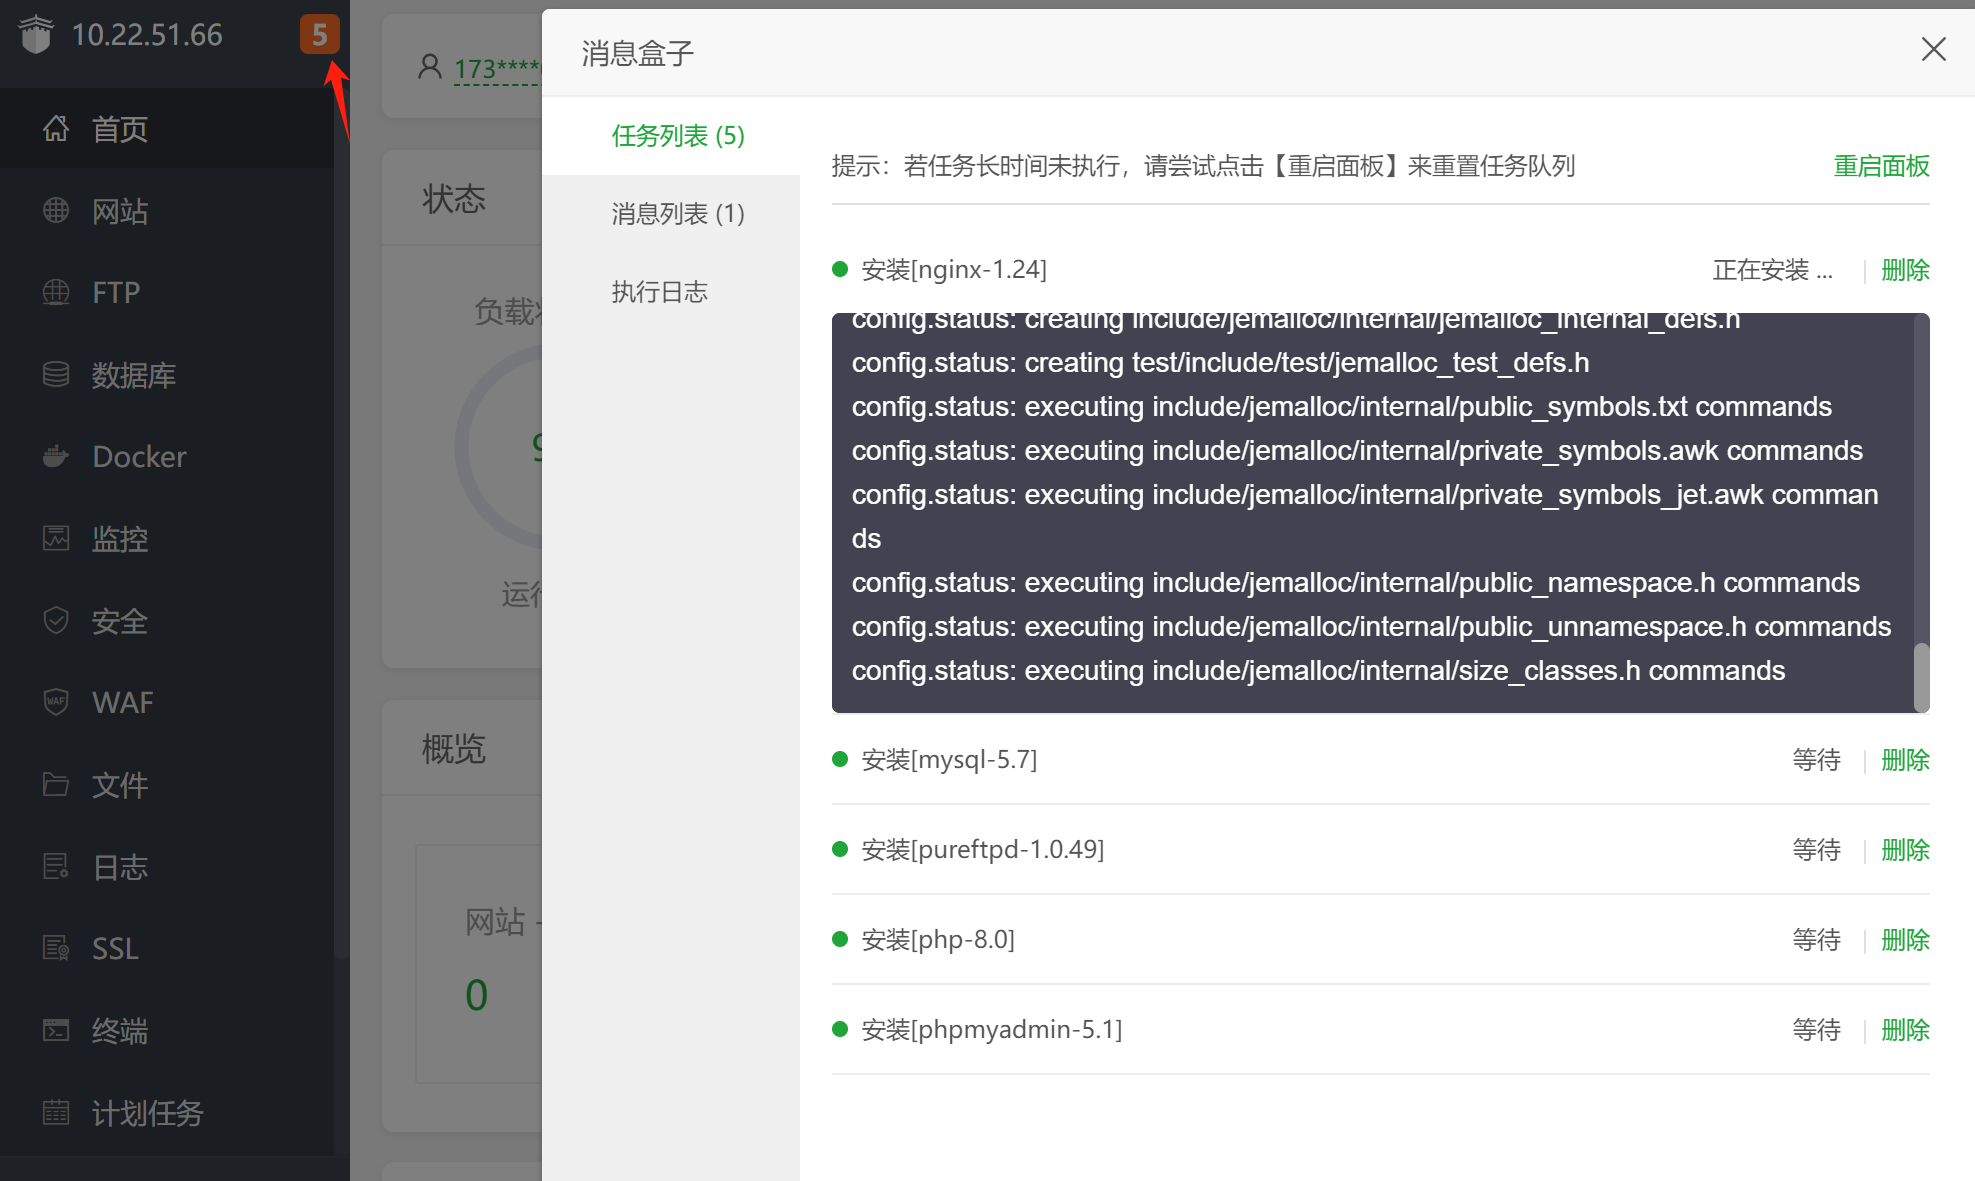 10.22.51.66
5
首页
网站
FTP
数据库
Docker
监控
安全
WAF
WAF
文件
日志
SSL
终端
计划任务
173****
状态
负载
9
运行
概览
网站 -
0
消息盒子
任务列表 (5)
消息列表 (1)
执行日志
提示：若任务长时间未执行，请尝试点击【重启面板】来重置任务队列
重启面板
安装[nginx-1.24]
正在安装 ...
删除
config.status: creating include/jemalloc/internal/jemalloc_internal_defs.h
config.status: creating test/include/test/jemalloc_test_defs.h
config.status: executing include/jemalloc/internal/public_symbols.txt commands
config.status: executing include/jemalloc/internal/private_symbols.awk commands
config.status: executing include/jemalloc/internal/private_symbols_jet.awk comman
ds
config.status: executing include/jemalloc/internal/public_namespace.h commands
config.status: executing include/jemalloc/internal/public_unnamespace.h commands
config.status: executing include/jemalloc/internal/size_classes.h commands
安装[mysql-5.7]
等待
删除
安装[pureftpd-1.0.49]
等待
删除
安装[php-8.0]
等待
删除
安装[phpmyadmin-5.1]
等待
删除